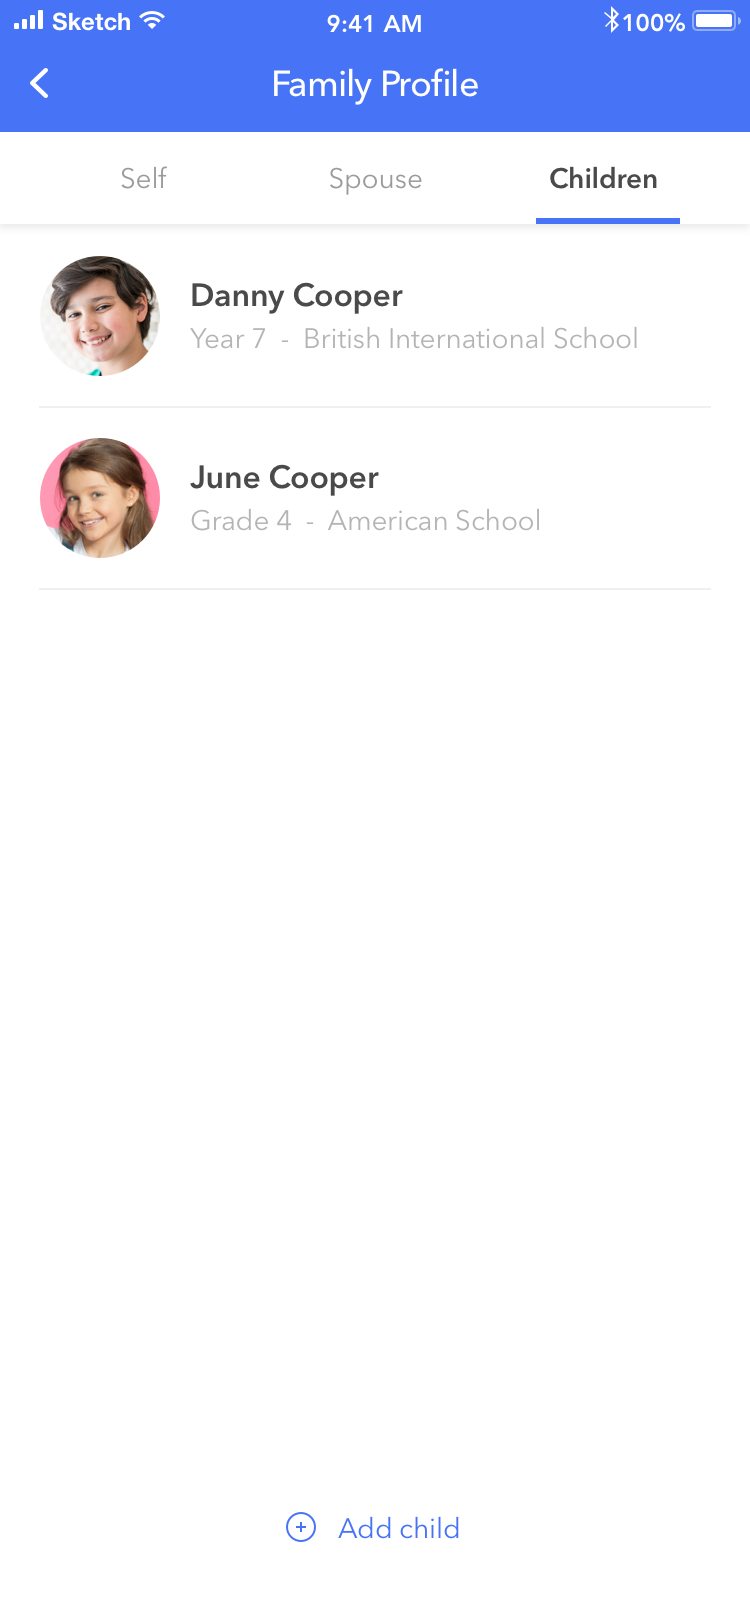 Sketch 9:41 AM 100%
Family Profile
Self Spouse Children
Danny Cooper
Year 7 - British International School
June Cooper
Grade 4 - American School
Add child